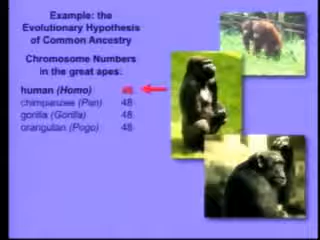 Example: the
Evolutionary Hypothesis
of Common Ancestry
Chromosome Numbers
in the great apes:
human (Homo) 46
chimpanzee (Pan) 48
gorilla (Gorilla) 48
orangutan (Pogo) 48